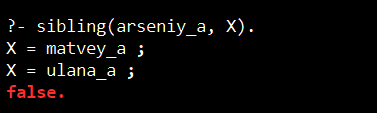 ?- sibling(arseniy_a, X).
X = matvey_a ;
X = ulana_a ;
false.